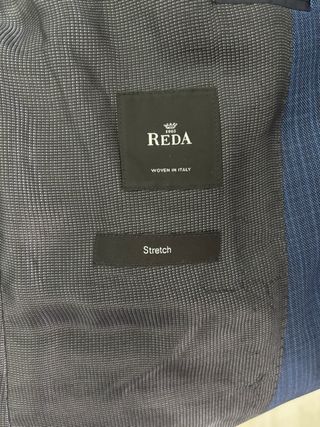 1865
REDA
WOVEN IN ITALY
Stretch